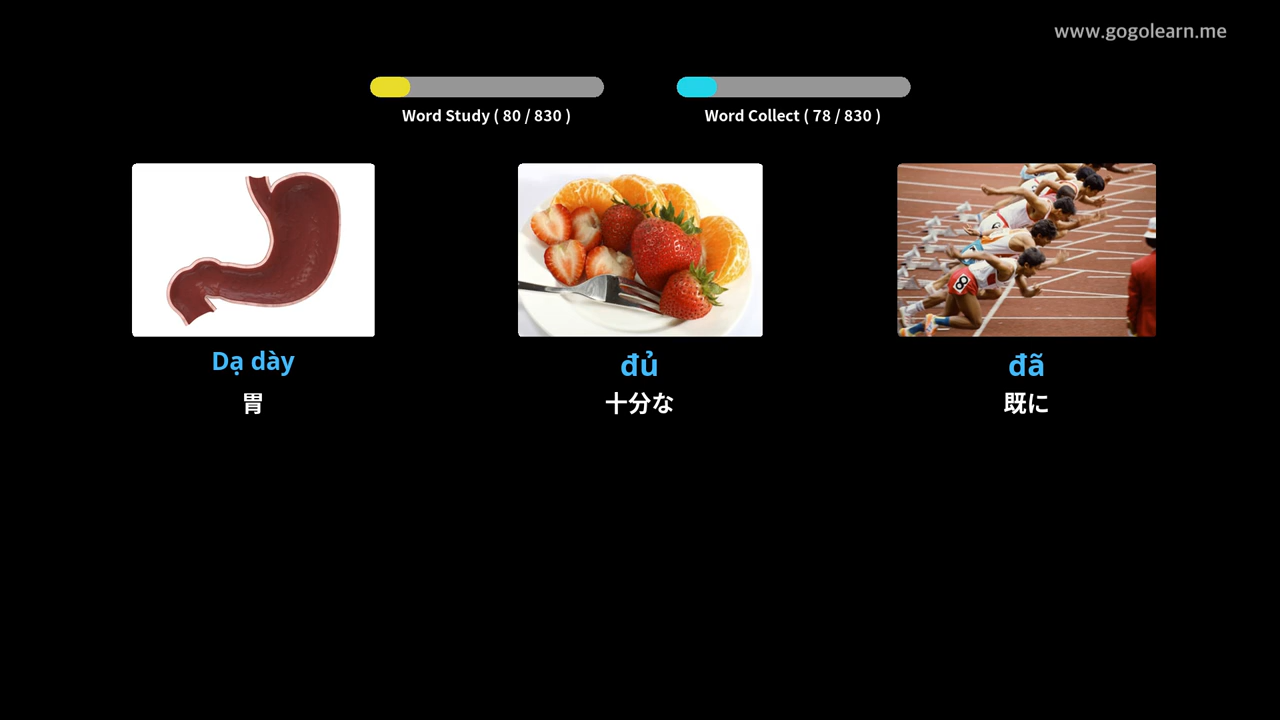 www.gogolearn.me
Word Study ( 80 / 830 )
Word Collect ( 78 / 830 )
Dạ dày
胃
đủ
十分な
đã
既に
8